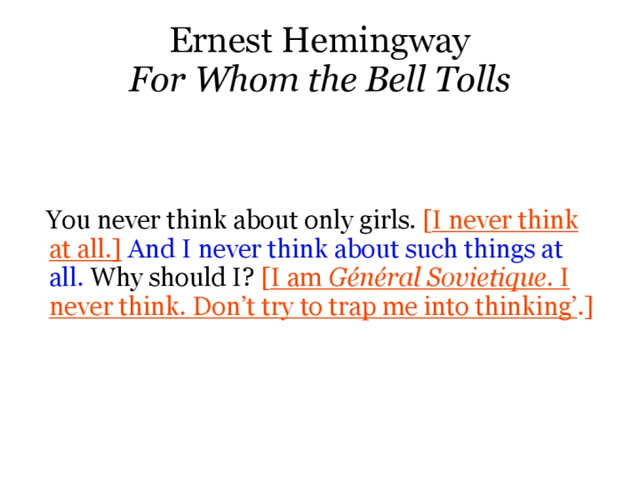 Ernest Hemingway
For Whom the Bell Tolls
You never think about only girls. [I never think
at all.] And I never think about such things at
all. Why should I? [I am Général Sovietique. I
never think. Don’t try to trap me into thinking’.]